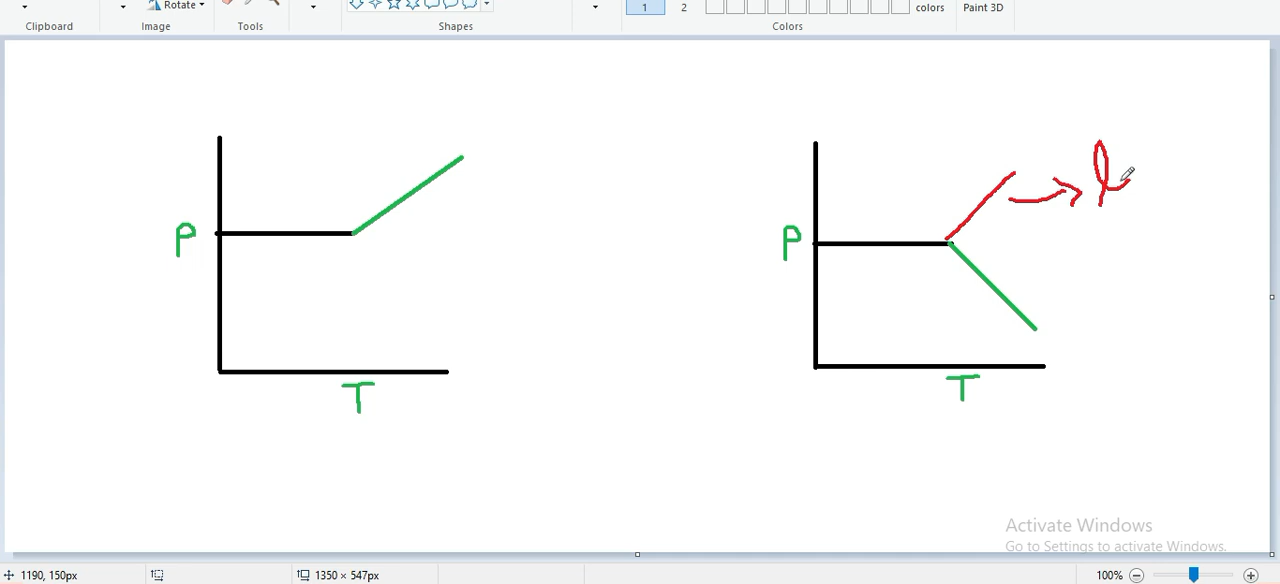 Rotate
1 2 colors Paint 3D
Clipboard Image Tools Shapes Colors
P
T
P
T
l
Activate Windows
Go to Settings to activate Windows.
1190, 150px 1350 × 547px 100%